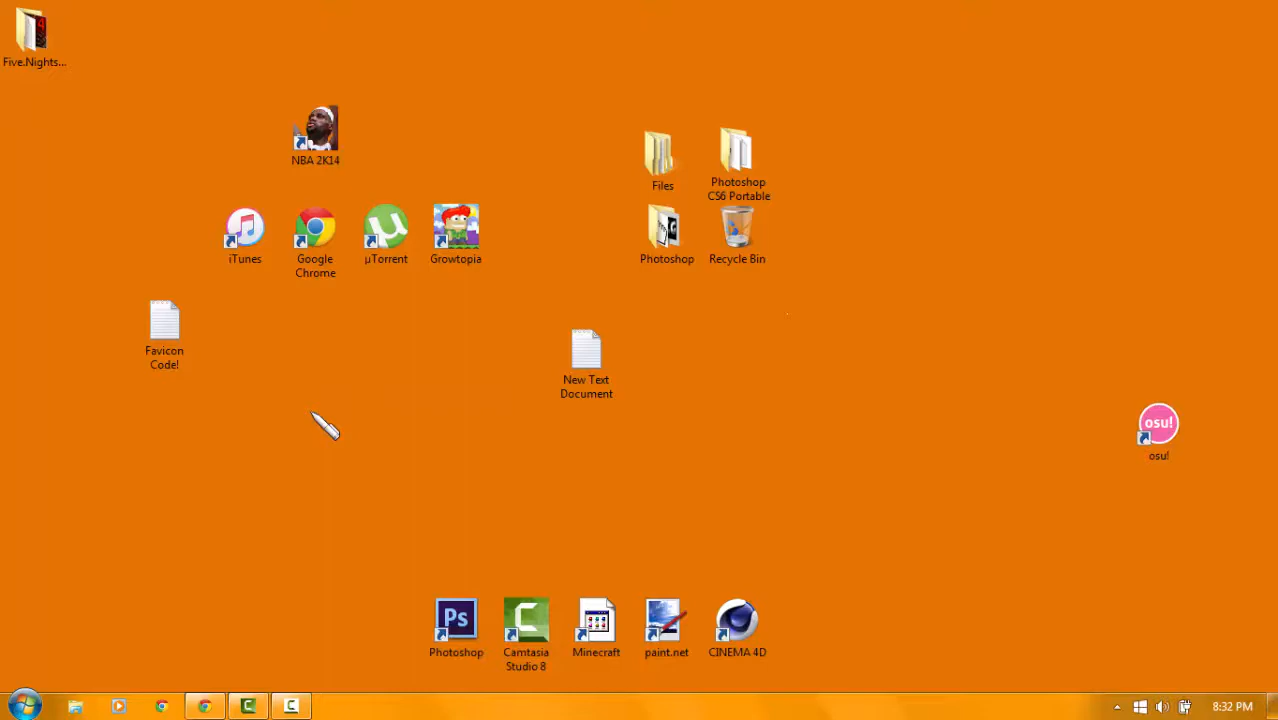 Five.Nights...
NBA 2K14
Files
Photoshop
CS6 Portable
iTunes
Google
Chrome
µTorrent
Growtopia
Photoshop
Recycle Bin
Favicon
Code!
New Text
Document
osu!
osu!
Ps
Photoshop
Camtasia
Studio 8
Minecraft
paint.net
CINEMA 4D
8:32 PM